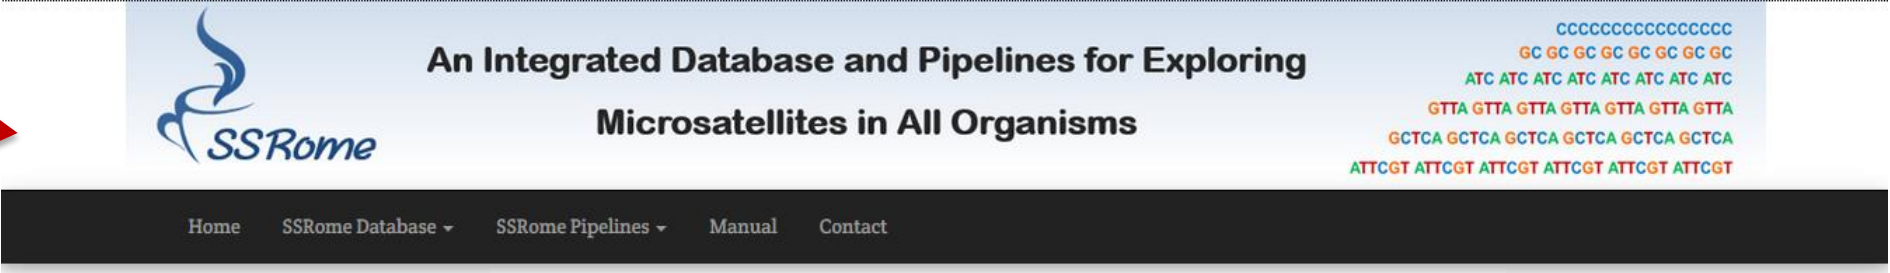 SSRome
An Integrated Database and Pipelines for Exploring
Microsatellites in All Organisms
CCCCCCCCCCCCCCCC
GC GC GC GC GC GC GC GC
ATC ATC ATC ATC ATC ATC ATC ATC
GTTA GTTA GTTA GTTA GTTA GTTA GTTA
GCTCA GCTCA GCTCA GCTCA GCTCA GCTCA
ATTCGT ATTCGT ATTCGT ATTCGT ATTCGT ATTCGT
Home SSRome Database SSRome Pipelines Manual Contact